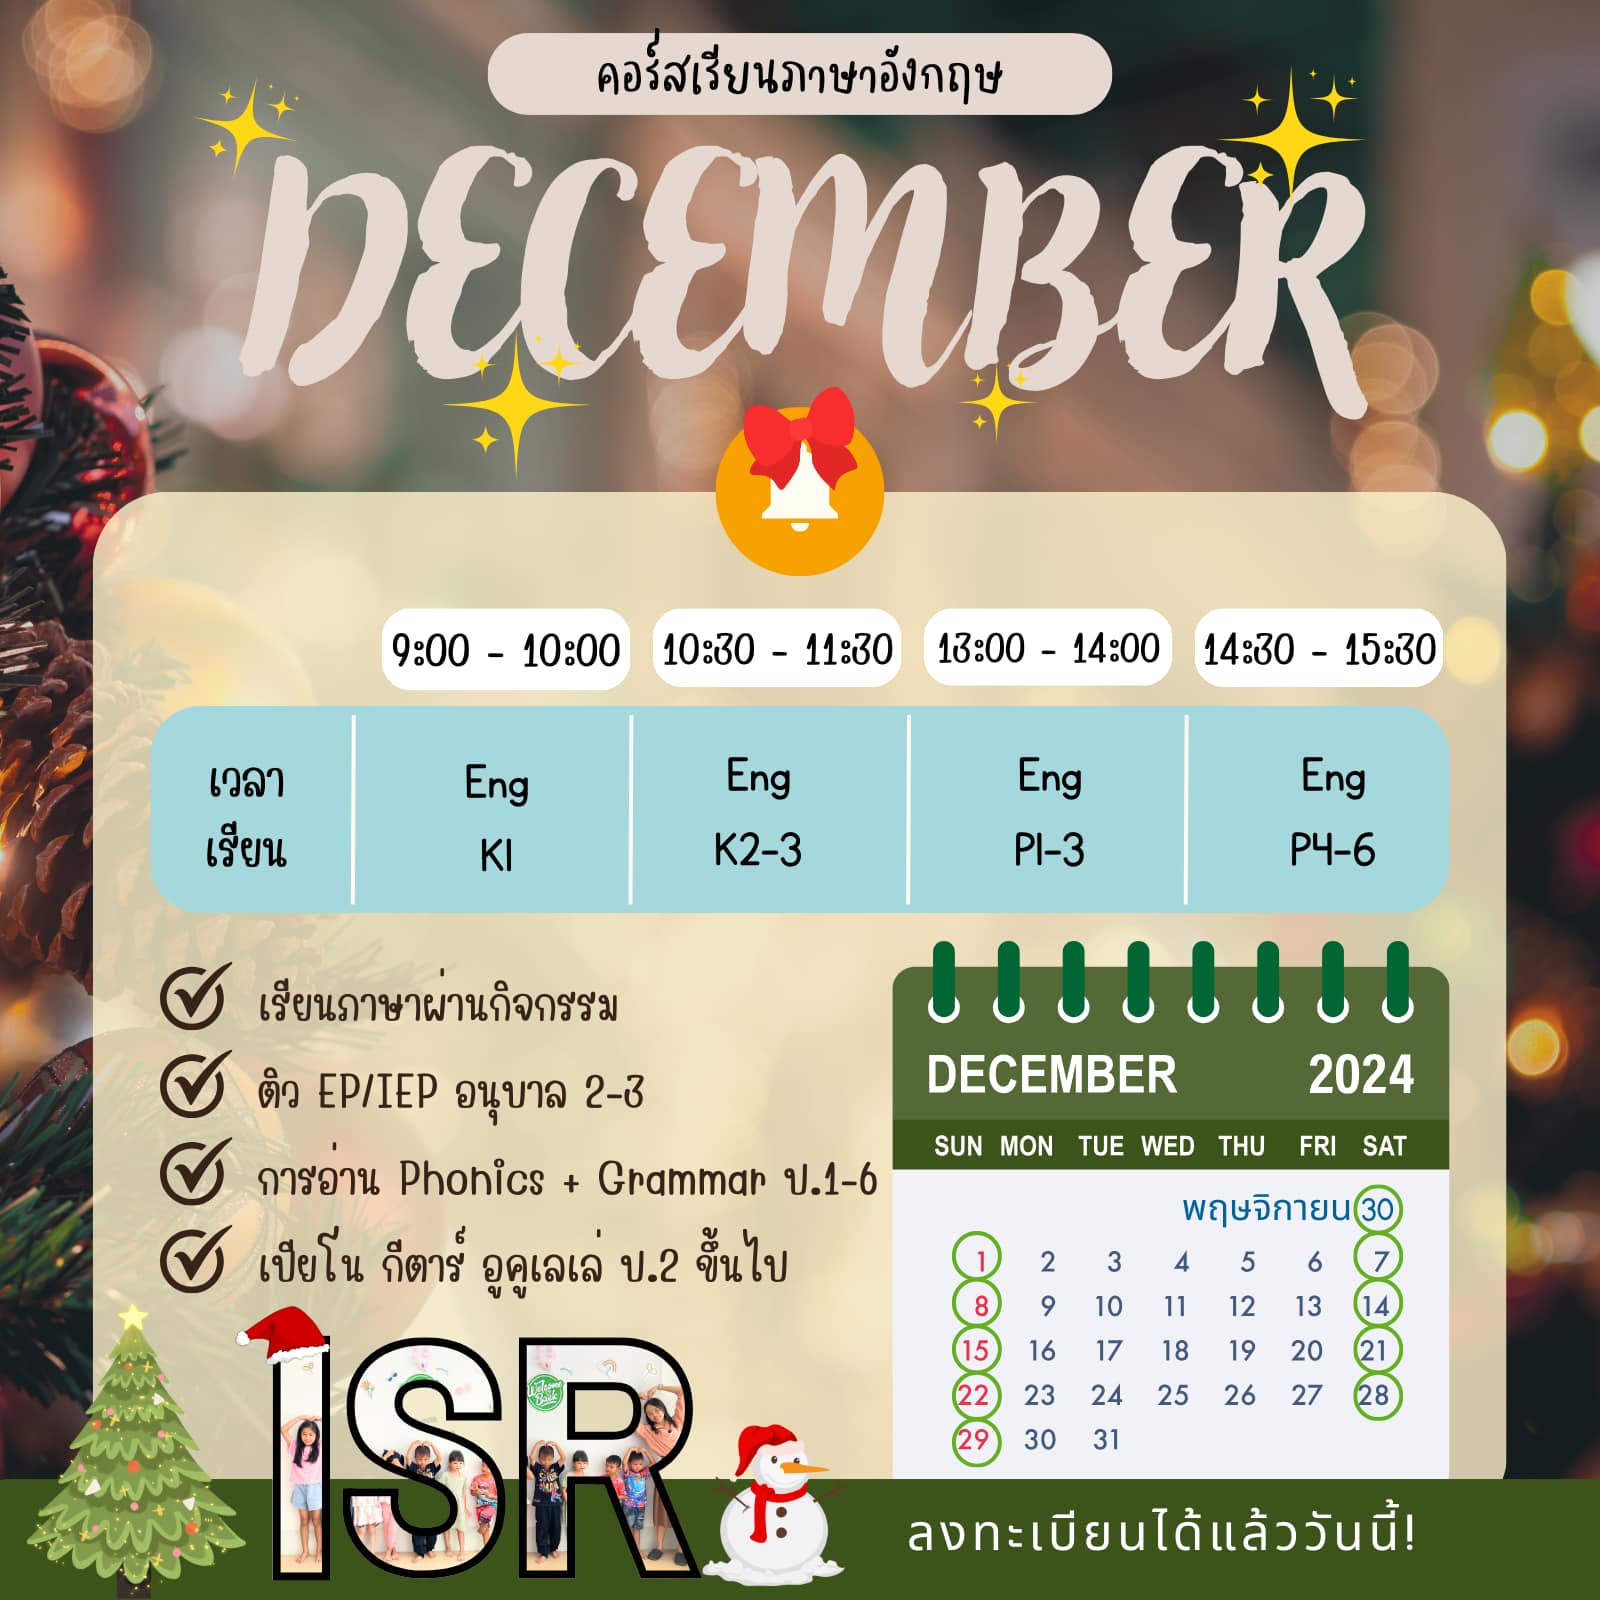 คอร์สเรียนภาษาอังกฤษ
DECEMBER
9:00 - 10:00 10:30 - 11:30 13:00 - 14:00 14:30 - 15:30
เวลา Eng Eng Eng Eng
เรียน K1 K2-3 P1-3 P4-6
เรียนภาษาผ่านกิจกรรม
ติว EP/IEP อนุบาล 2-3
การอ่าน Phonics + Grammar ป.1-6
เปียโน กีตาร์ อูคูเลเล่ ป.2 ขึ้นไป
DECEMBER 2024
SUN MON TUE WED THU FRI SAT
พฤษจิกายน 30
1 2 3 4 5 6 7
8 9 10 11 12 13 14
15 16 17 18 19 20 21
22 23 24 25 26 27 28
29 30 31
ISR
Welcome
Book
ลงทะเบียนได้แล้ววันนี้!